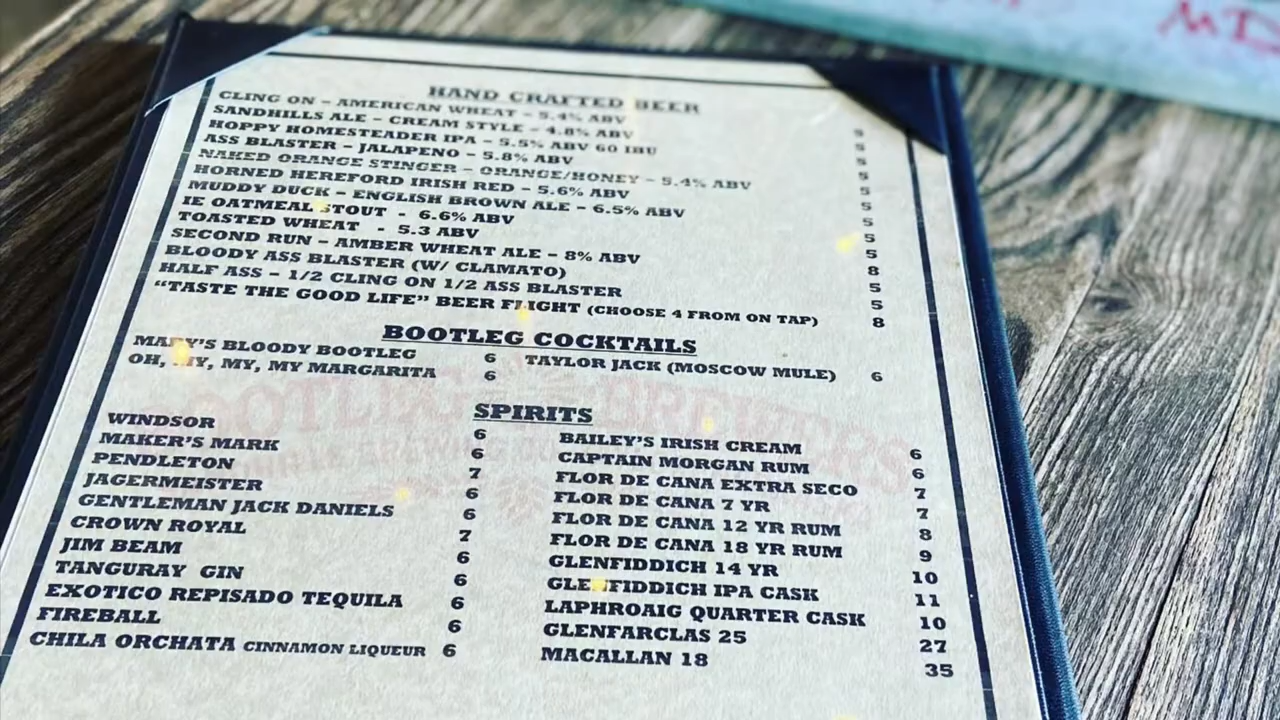 HAND CRAFTED BEER
CLING ON – AMERICAN WHEAT – 5.4% ABV 5
SANDHILLS ALE – CREAM STYLE – 4.8% ABV 5
HOPPY HOMESTEADER IPA – 5.5% ABV 60 IBU 5
ASS BLASTER – JALAPENO – 5.8% ABV 5
NAKED ORANGE STINGER – ORANGE/HONEY – 5.4% ABV 5
HORNED HEREFORD IRISH RED – 5.6% ABV 5
MUDDY DUCK – ENGLISH BROWN ALE – 6.5% ABV 5
IE OATMEAL STOUT - 6.6% ABV 5
TOASTED WHEAT - 5.3 ABV 5
SECOND RUN – AMBER WHEAT ALE – 8% ABV 8
BLOODY ASS BLASTER (W/ CLAMATO) 5
HALF ASS – 1/2 CLING ON 1/2 ASS BLASTER 5
“TASTE THE GOOD LIFE” BEER FLIGHT (CHOOSE 4 FROM ON TAP) 8
BOOTLEG COCKTAILS
MARY'S BLOODY BOOTLEG 6 TAYLOR JACK (MOSCOW MULE) 6
OH, MY, MY, MY MARGARITA 6
SPIRITS
WINDSOR 6 BAILEY'S IRISH CREAM 6
MAKER'S MARK 6 CAPTAIN MORGAN RUM 6
PENDLETON 7 FLOR DE CANA EXTRA SECO 7
JAGERMEISTER 6 FLOR DE CANA 7 YR 7
GENTLEMAN JACK DANIELS 6 FLOR DE CANA 12 YR RUM 8
CROWN ROYAL 7 FLOR DE CANA 18 YR RUM 9
JIM BEAM 6 GLENFIDDICH 14 YR 10
TANGURAY GIN 6 GLENFIDDICH IPA CASK 11
EXOTICO REPISADO TEQUILA 6 LAPHROAIG QUARTER CASK 10
FIREBALL 6 GLENFARCLAS 25 27
CHILA ORCHATA CINNAMON LIQUEUR 6 MACALLAN 18 35